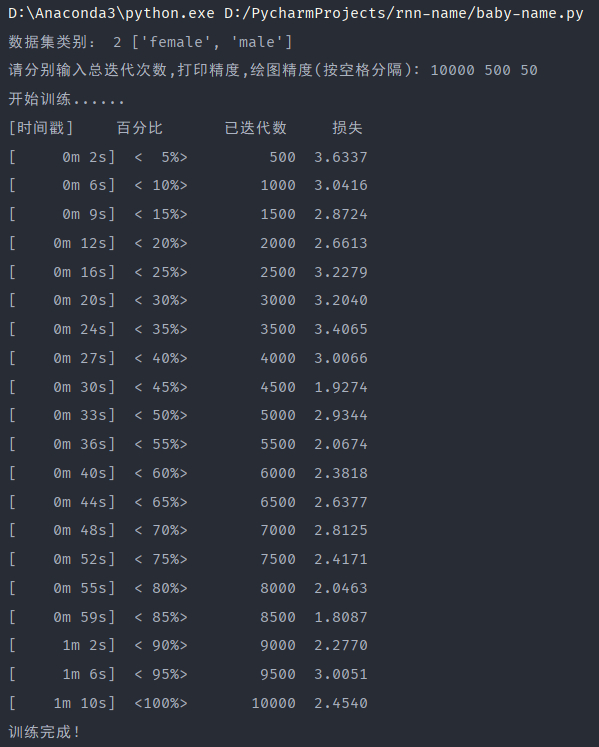 D:\Anaconda3\python.exe D:/PycharmProjects/rnn-name/baby-name.py
数据集类别： 2 ['female', 'male']
请分别输入总迭代次数,打印精度,绘图精度(按空格分隔): 10000 500 50
开始训练......
[时间戳]     百分比       已迭代数     损失
[     0m 2s]  <  5%>         500  3.6337
[     0m 6s]  < 10%>        1000  3.0416
[     0m 9s]  < 15%>        1500  2.8724
[    0m 12s]  < 20%>        2000  2.6613
[    0m 16s]  < 25%>        2500  3.2279
[    0m 20s]  < 30%>        3000  3.2040
[    0m 24s]  < 35%>        3500  3.4065
[    0m 27s]  < 40%>        4000  3.0066
[    0m 30s]  < 45%>        4500  1.9274
[    0m 33s]  < 50%>        5000  2.9344
[    0m 36s]  < 55%>        5500  2.0674
[    0m 40s]  < 60%>        6000  2.3818
[    0m 44s]  < 65%>        6500  2.6377
[    0m 48s]  < 70%>        7000  2.8125
[    0m 52s]  < 75%>        7500  2.4171
[    0m 55s]  < 80%>        8000  2.0463
[    0m 59s]  < 85%>        8500  1.8087
[     1m 2s]  < 90%>        9000  2.2770
[     1m 6s]  < 95%>        9500  3.0051
[    1m 10s]  <100%>       10000  2.4540
训练完成!